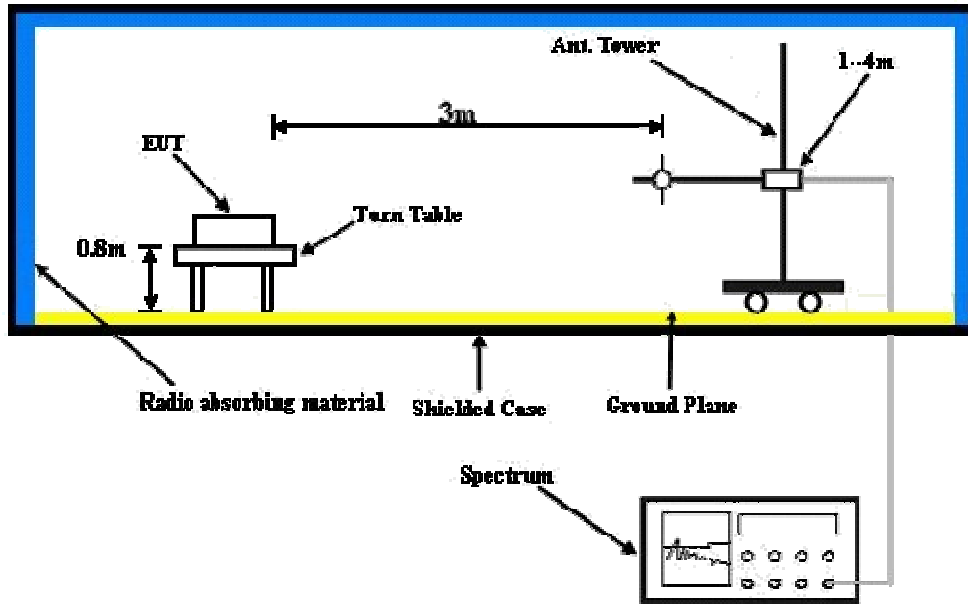 Ant. Tower
1--4m
3m
EUT
Turn Table
0.8m
Radio absorbing material
Shielded Case
Ground Plane
Spectrum